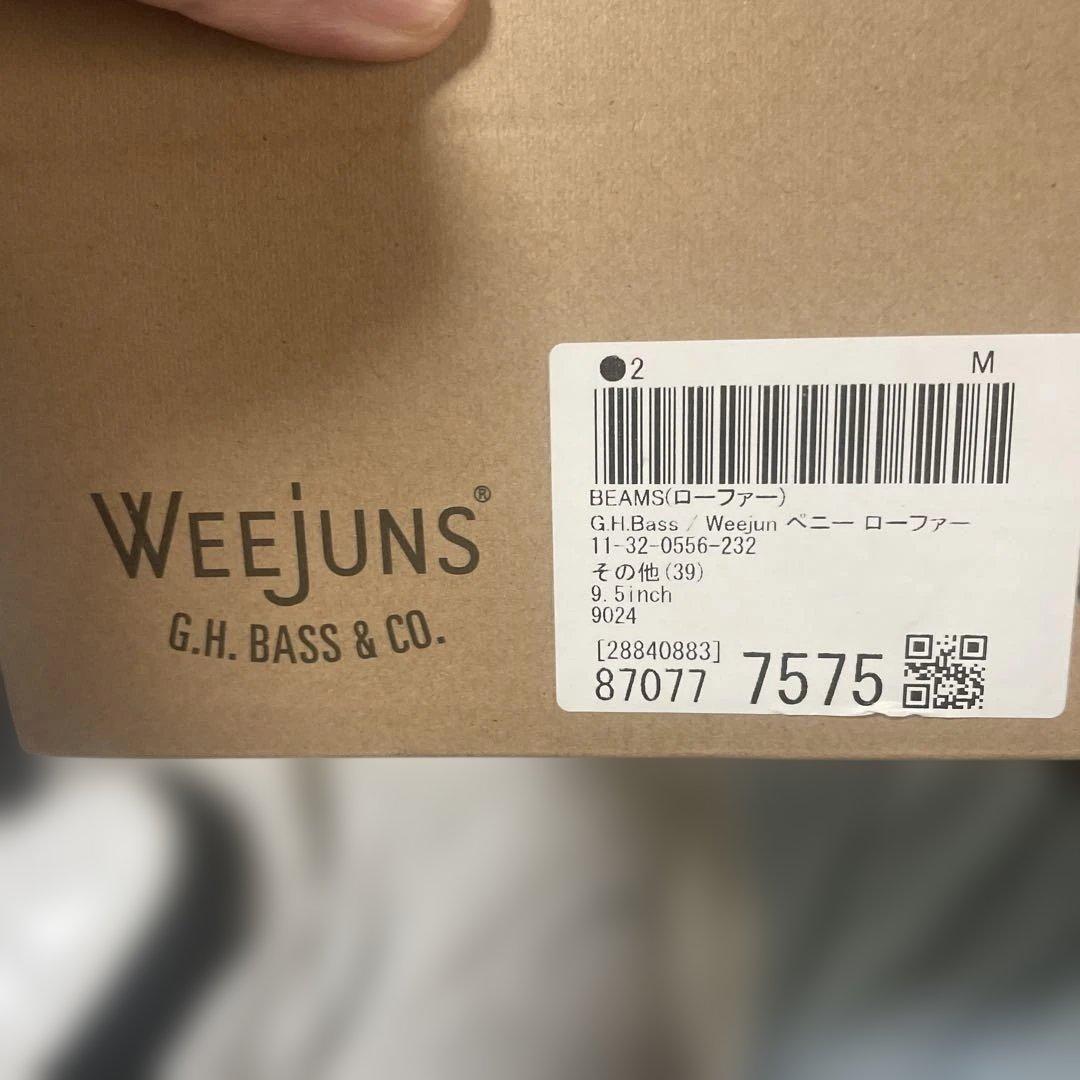 WEEJUNS®
G.H. BASS & CO.
●2 M
BEAMS(ローファー)
G.H.Bass / Weejun ペニー ローファー
11-32-0556-232
その他(39)
9.5inch
9024
[28840883]
87077 7575